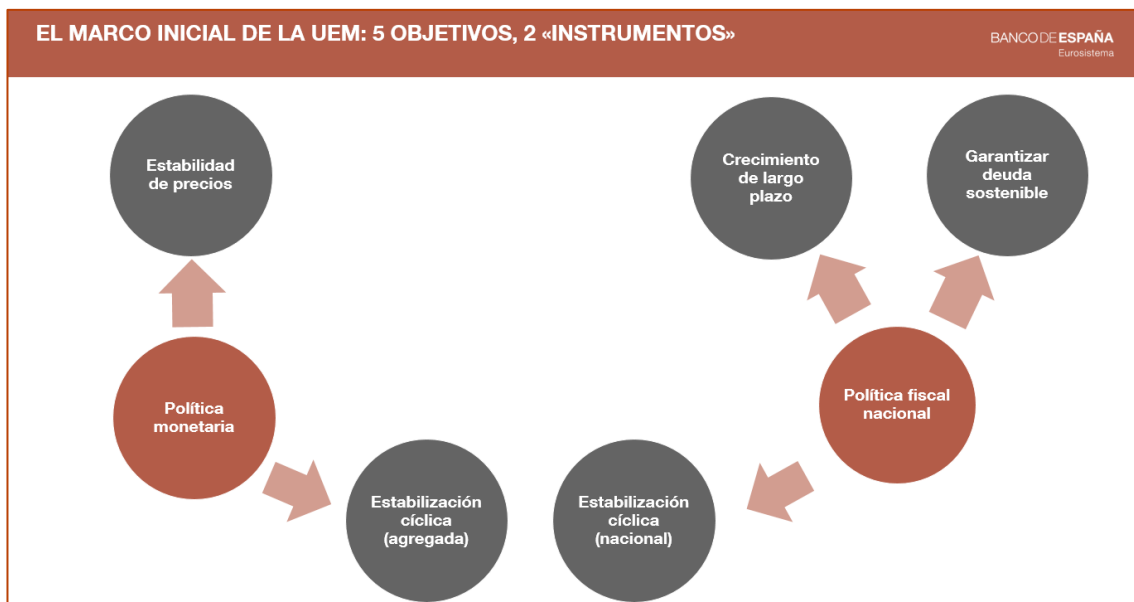 EL MARCO INICIAL DE LA UEM: 5 OBJETIVOS, 2 «INSTRUMENTOS»
BANCO DE ESPAÑA
Eurosistema
Estabilidad
de precios
Crecimiento
de largo
plazo
Garantizar
deuda
sostenible
Política
monetaria
Política fiscal
nacional
Estabilización
cíclica
(agregada)
Estabilización
cíclica
(nacional)